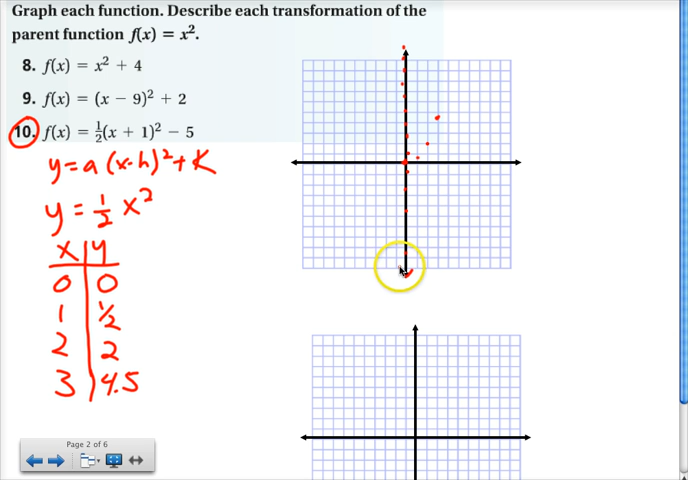 Graph each function. Describe each transformation of the
parent function f(x) = x².
8. f(x) = x² + 4
9. f(x) = (x − 9)² + 2
10. f(x) = ½(x + 1)² − 5
y = a(x-h)² + K
y = ½ x²
x | y
0 | 0
1 | ½
2 | 2
3 | 4.5
Page 2 of 6